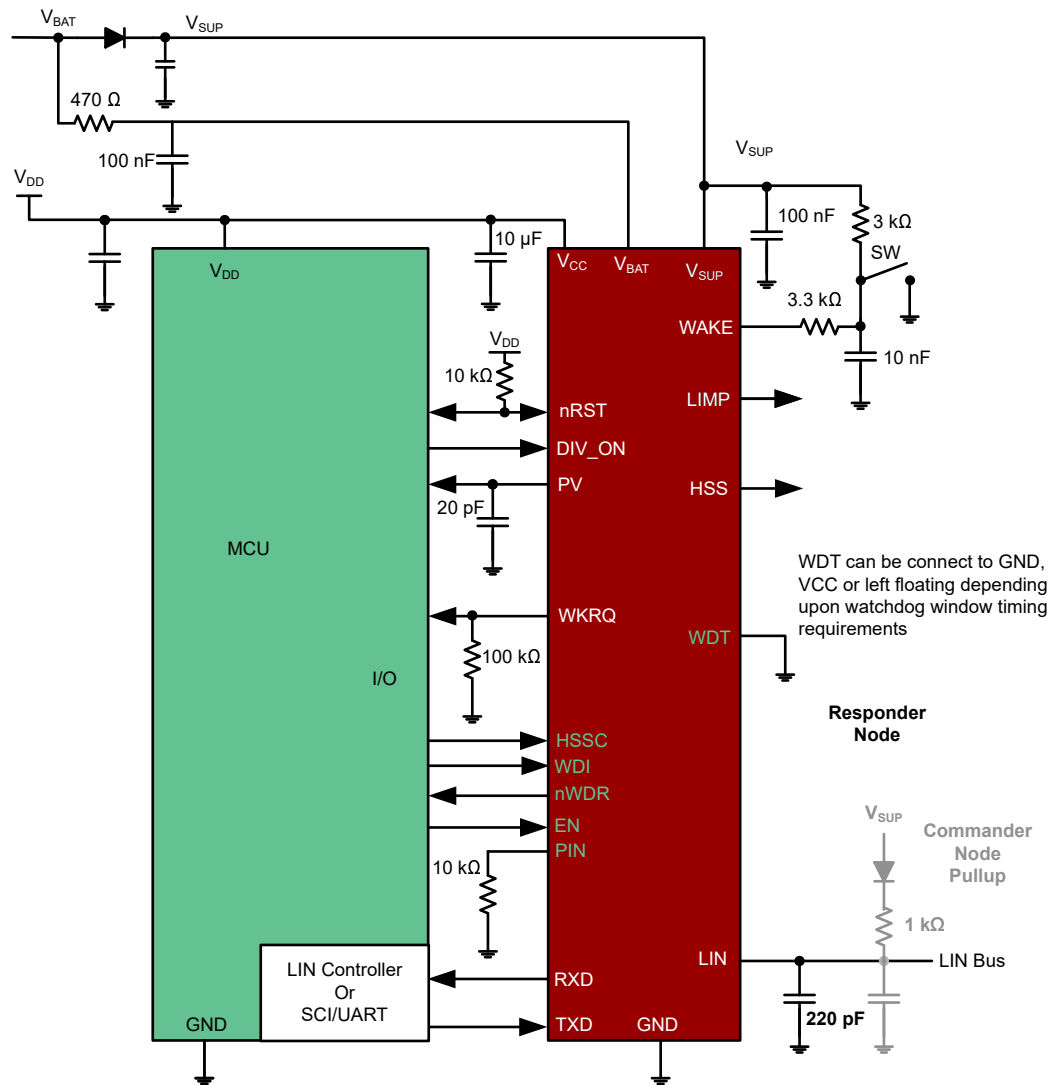 VBAT
VSUP
470 Ω
100 nF
VDD
VSUP
100 nF
3 kΩ
SW
10 µF
VDD
VCC
VBAT
VSUP
3.3 kΩ
WAKE
10 nF
VDD
10 kΩ
LIMP
nRST
DIV_ON
PV
HSS
20 pF
MCU
WDT can be connect to GND,
VCC or left floating depending
upon watchdog window timing
requirements
WKRQ
WDT
100 kΩ
I/O
Responder
Node
HSSC
WDI
nWDR
EN
PIN
10 kΩ
VSUP
Commander
Node
Pullup
1 kΩ
LIN
LIN Bus
LIN Controller
Or
SCI/UART
RXD
TXD
220 pF
GND
GND